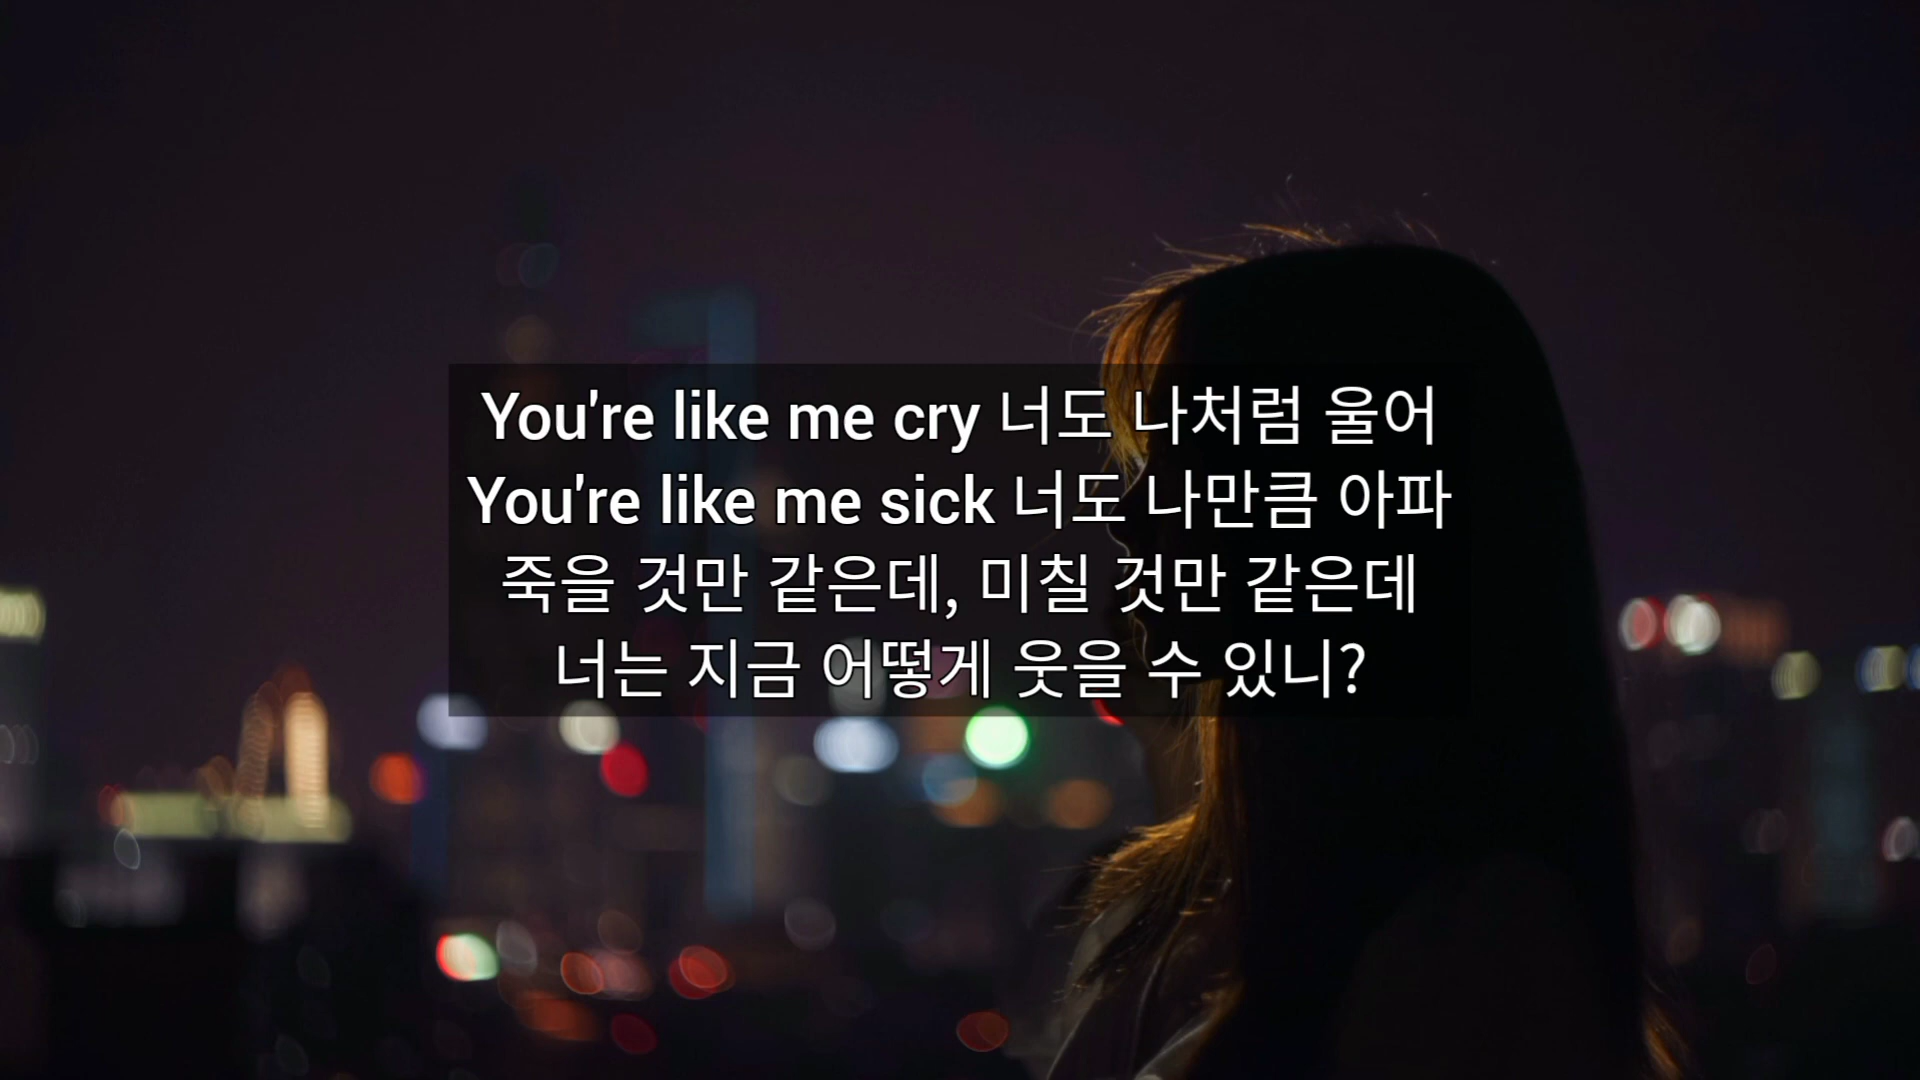 You're like me cry 너도 나처럼 울어
You're like me sick 너도 나만큼 아파
죽을 것만 같은데, 미칠 것만 같은데
너는 지금 어떻게 웃을 수 있니?